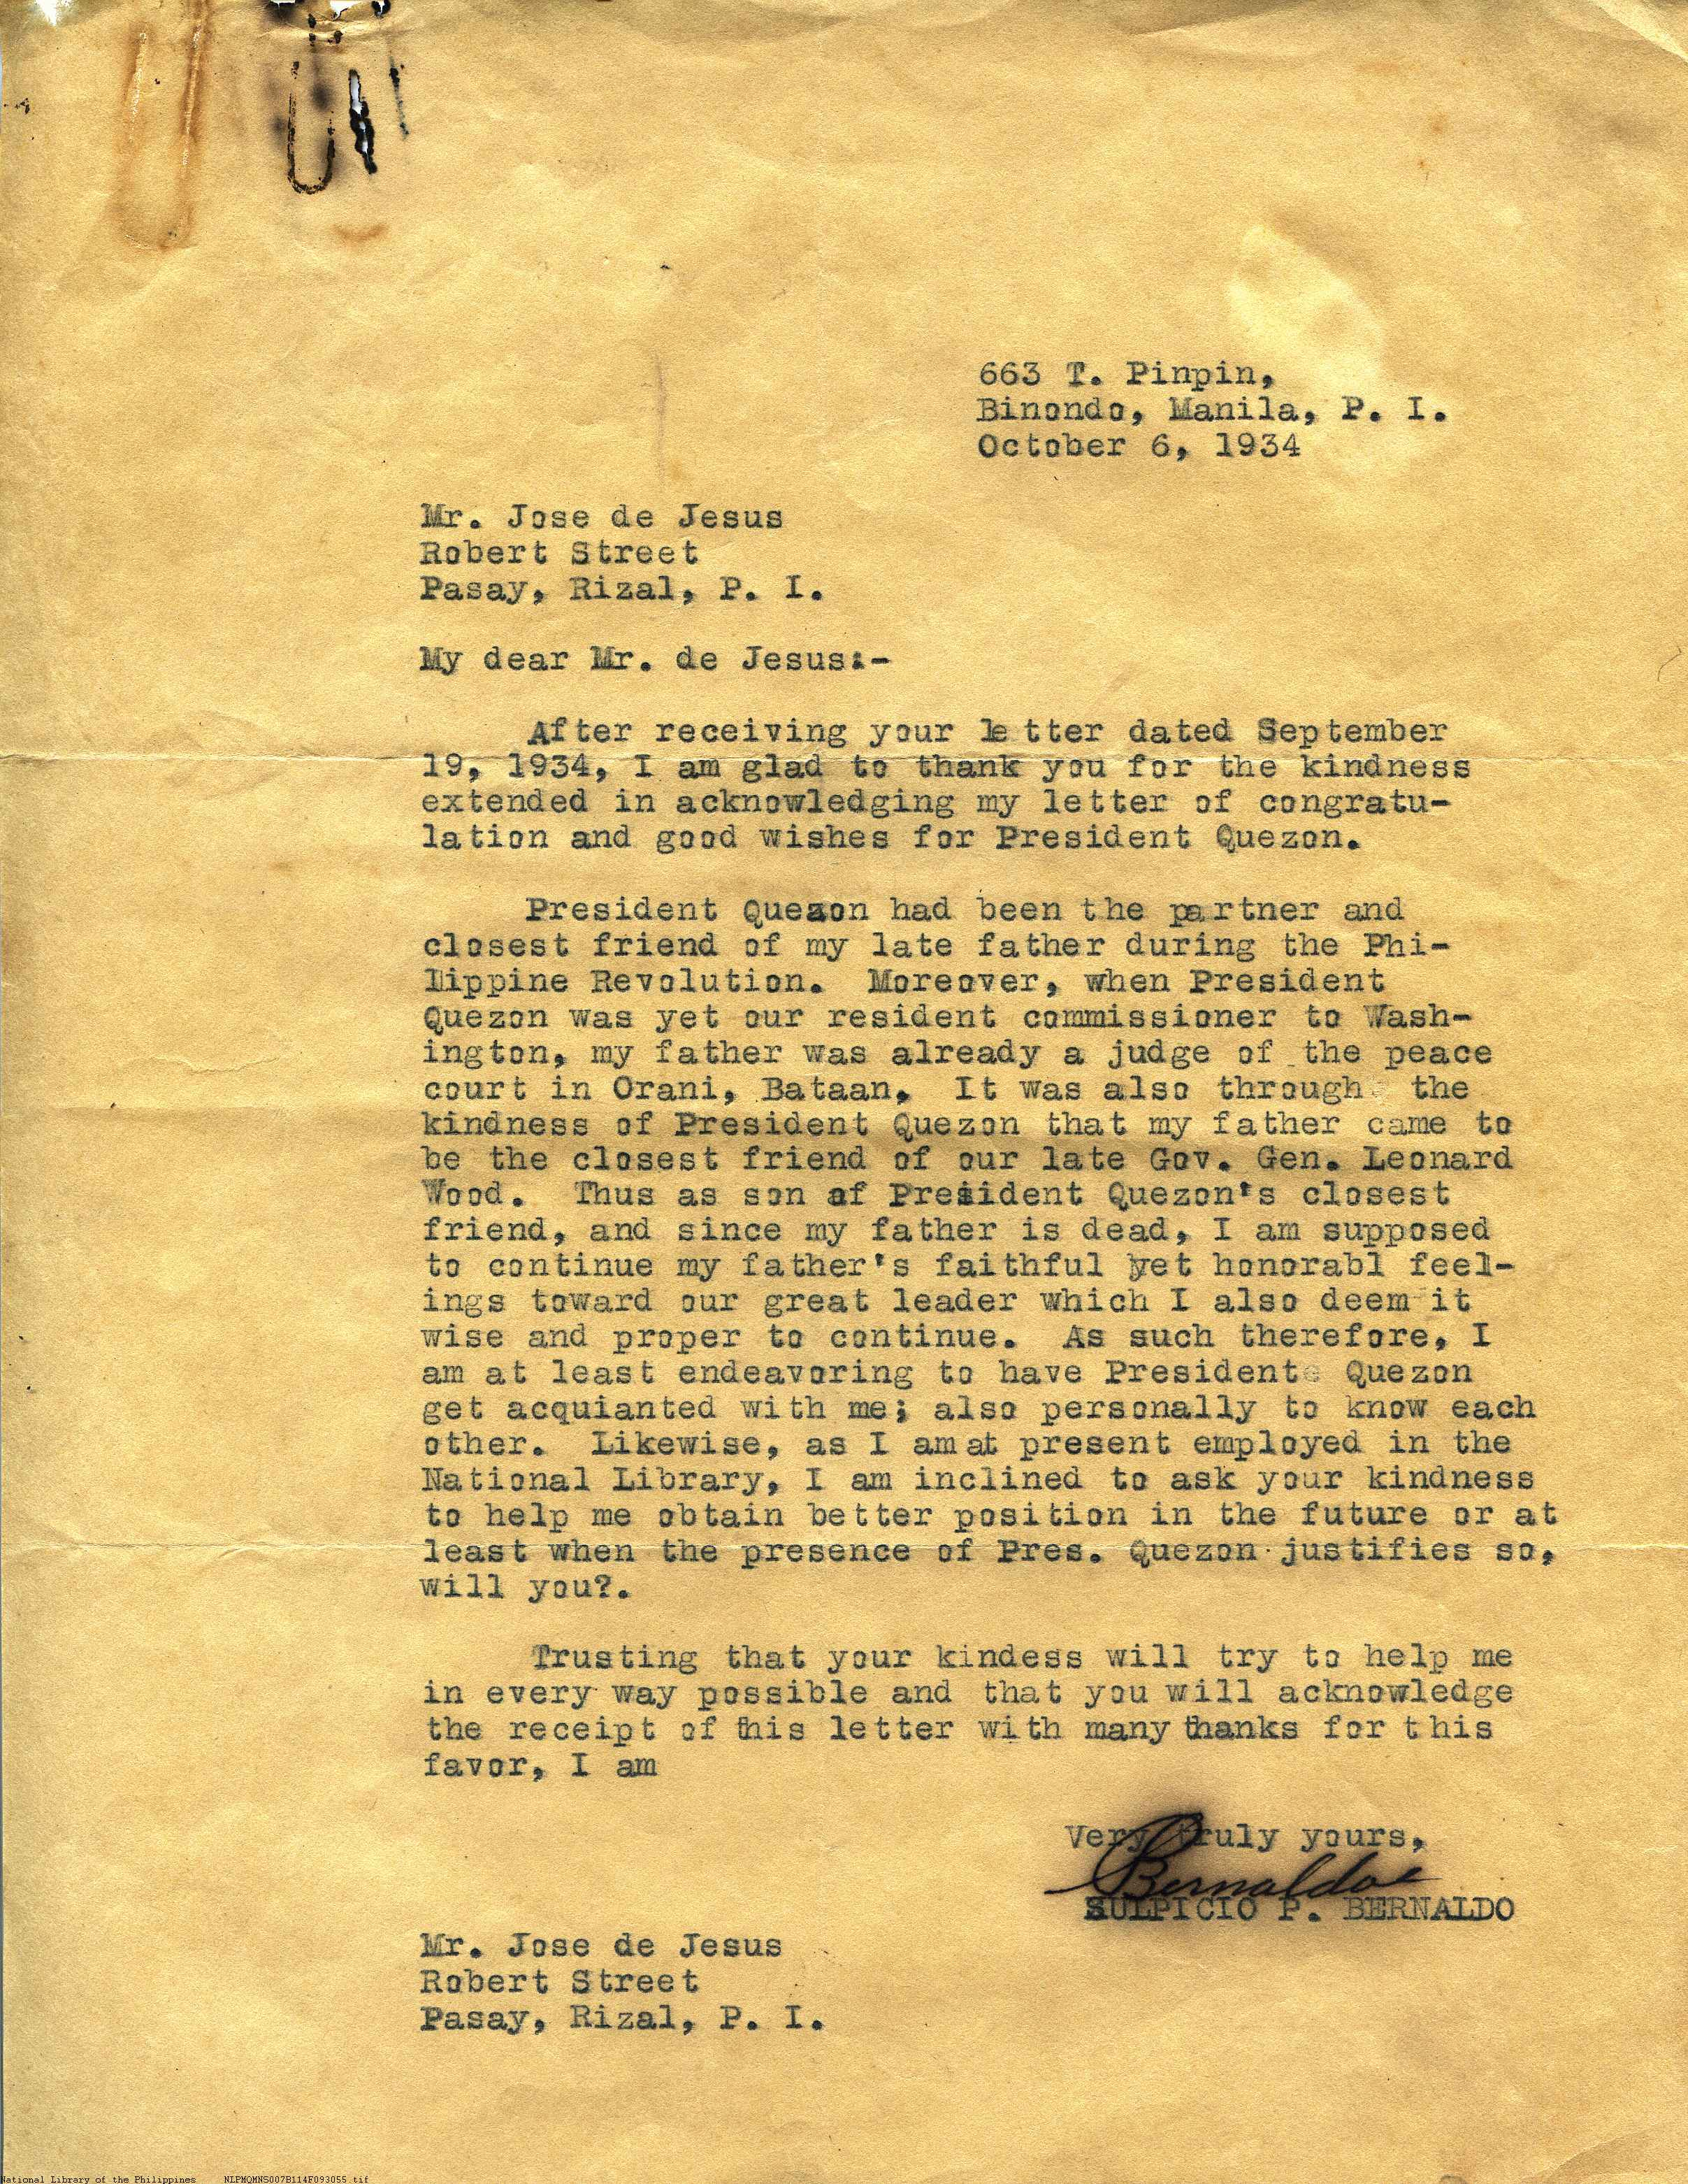 663 T. Pinpin,
Binondo, Manila, P. I.
October 6, 1934
Mr. Jose de Jesus
Robert Street
Pasay, Rizal, P. I.
My dear Mr. de Jesus:-
After receiving your letter dated September
19, 1934, I am glad to thank you for the kindness
extended in acknowledging my letter of congratu-
lation and good wishes for President Quezon.
President Quezon had been the partner and
closest friend of my late father during the Phi-
lippine Revolution. Moreover, when President
Quezon was yet our resident commissioner to Wash-
ington, my father was already a judge of the peace
court in Orani, Bataan. It was also through the
kindness of President Quezon that my father came to
be the closest friend of our late Gov. Gen. Leonard
Wood. Thus as son of President Quezon's closest
friend, and since my father is dead, I am supposed
to continue my father's faithful yet honorabl feel-
ings toward our great leader which I also deem it
wise and proper to continue. As such therefore, I
am at least endeavoring to have President Quezon
get acquianted with me; also personally to know each
other. Likewise, as I am at present employed in the
National Library, I am inclined to ask your kindness
to help me obtain better position in the future or at
least when the presence of Pres. Quezon justifies so,
will you?.
Trusting that your kindess will try to help me
in every way possible and that you will acknowledge
the receipt of this letter with many thanks for this
favor, I am
Very truly yours,
Bernaldo
SULPICIO P. BERNALDO
Mr. Jose de Jesus
Robert Street
Pasay, Rizal, P. I.
National Library of the Philippines NLPMQMNS007B114F093055.tif